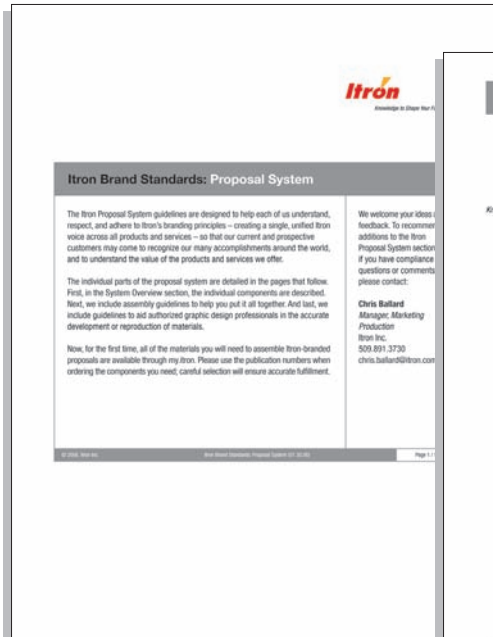 Itron
Knowledge to Shape Your
Itron Brand Standards: Proposal System
The Itron Proposal System guidelines are designed to help each of us understand,
respect, and adhere to Itron's branding principles – creating a single, unified Itron
voice across all products and services – so that our current and prospective
customers may come to recognize our many accomplishments around the world,
and to understand the value of the products and services we offer.
The individual parts of the proposal system are detailed in the pages that follow.
First, in the System Overview section, the individual components are described.
Next, we include assembly guidelines to help you put it all together. And last, we
include guidelines to aid authorized graphic design professionals in the accurate
development or reproduction of materials.
Now, for the first time, all of the materials you will need to assemble Itron-branded
proposals are available through my.itron. Please use the publication numbers when
ordering the components you need; careful selection will ensure accurate fulfillment.
We welcome your ideas
feedback. To recommen
additions to the Itron
Proposal System section
if you have compliance
questions or comments
please contact:
Chris Ballard
Manager, Marketing
Production
Itron Inc.
509.891.3730
chris.ballard@itron.com
Itron Inc.
Itron Brand Standards: Proposal System
Page 1 /